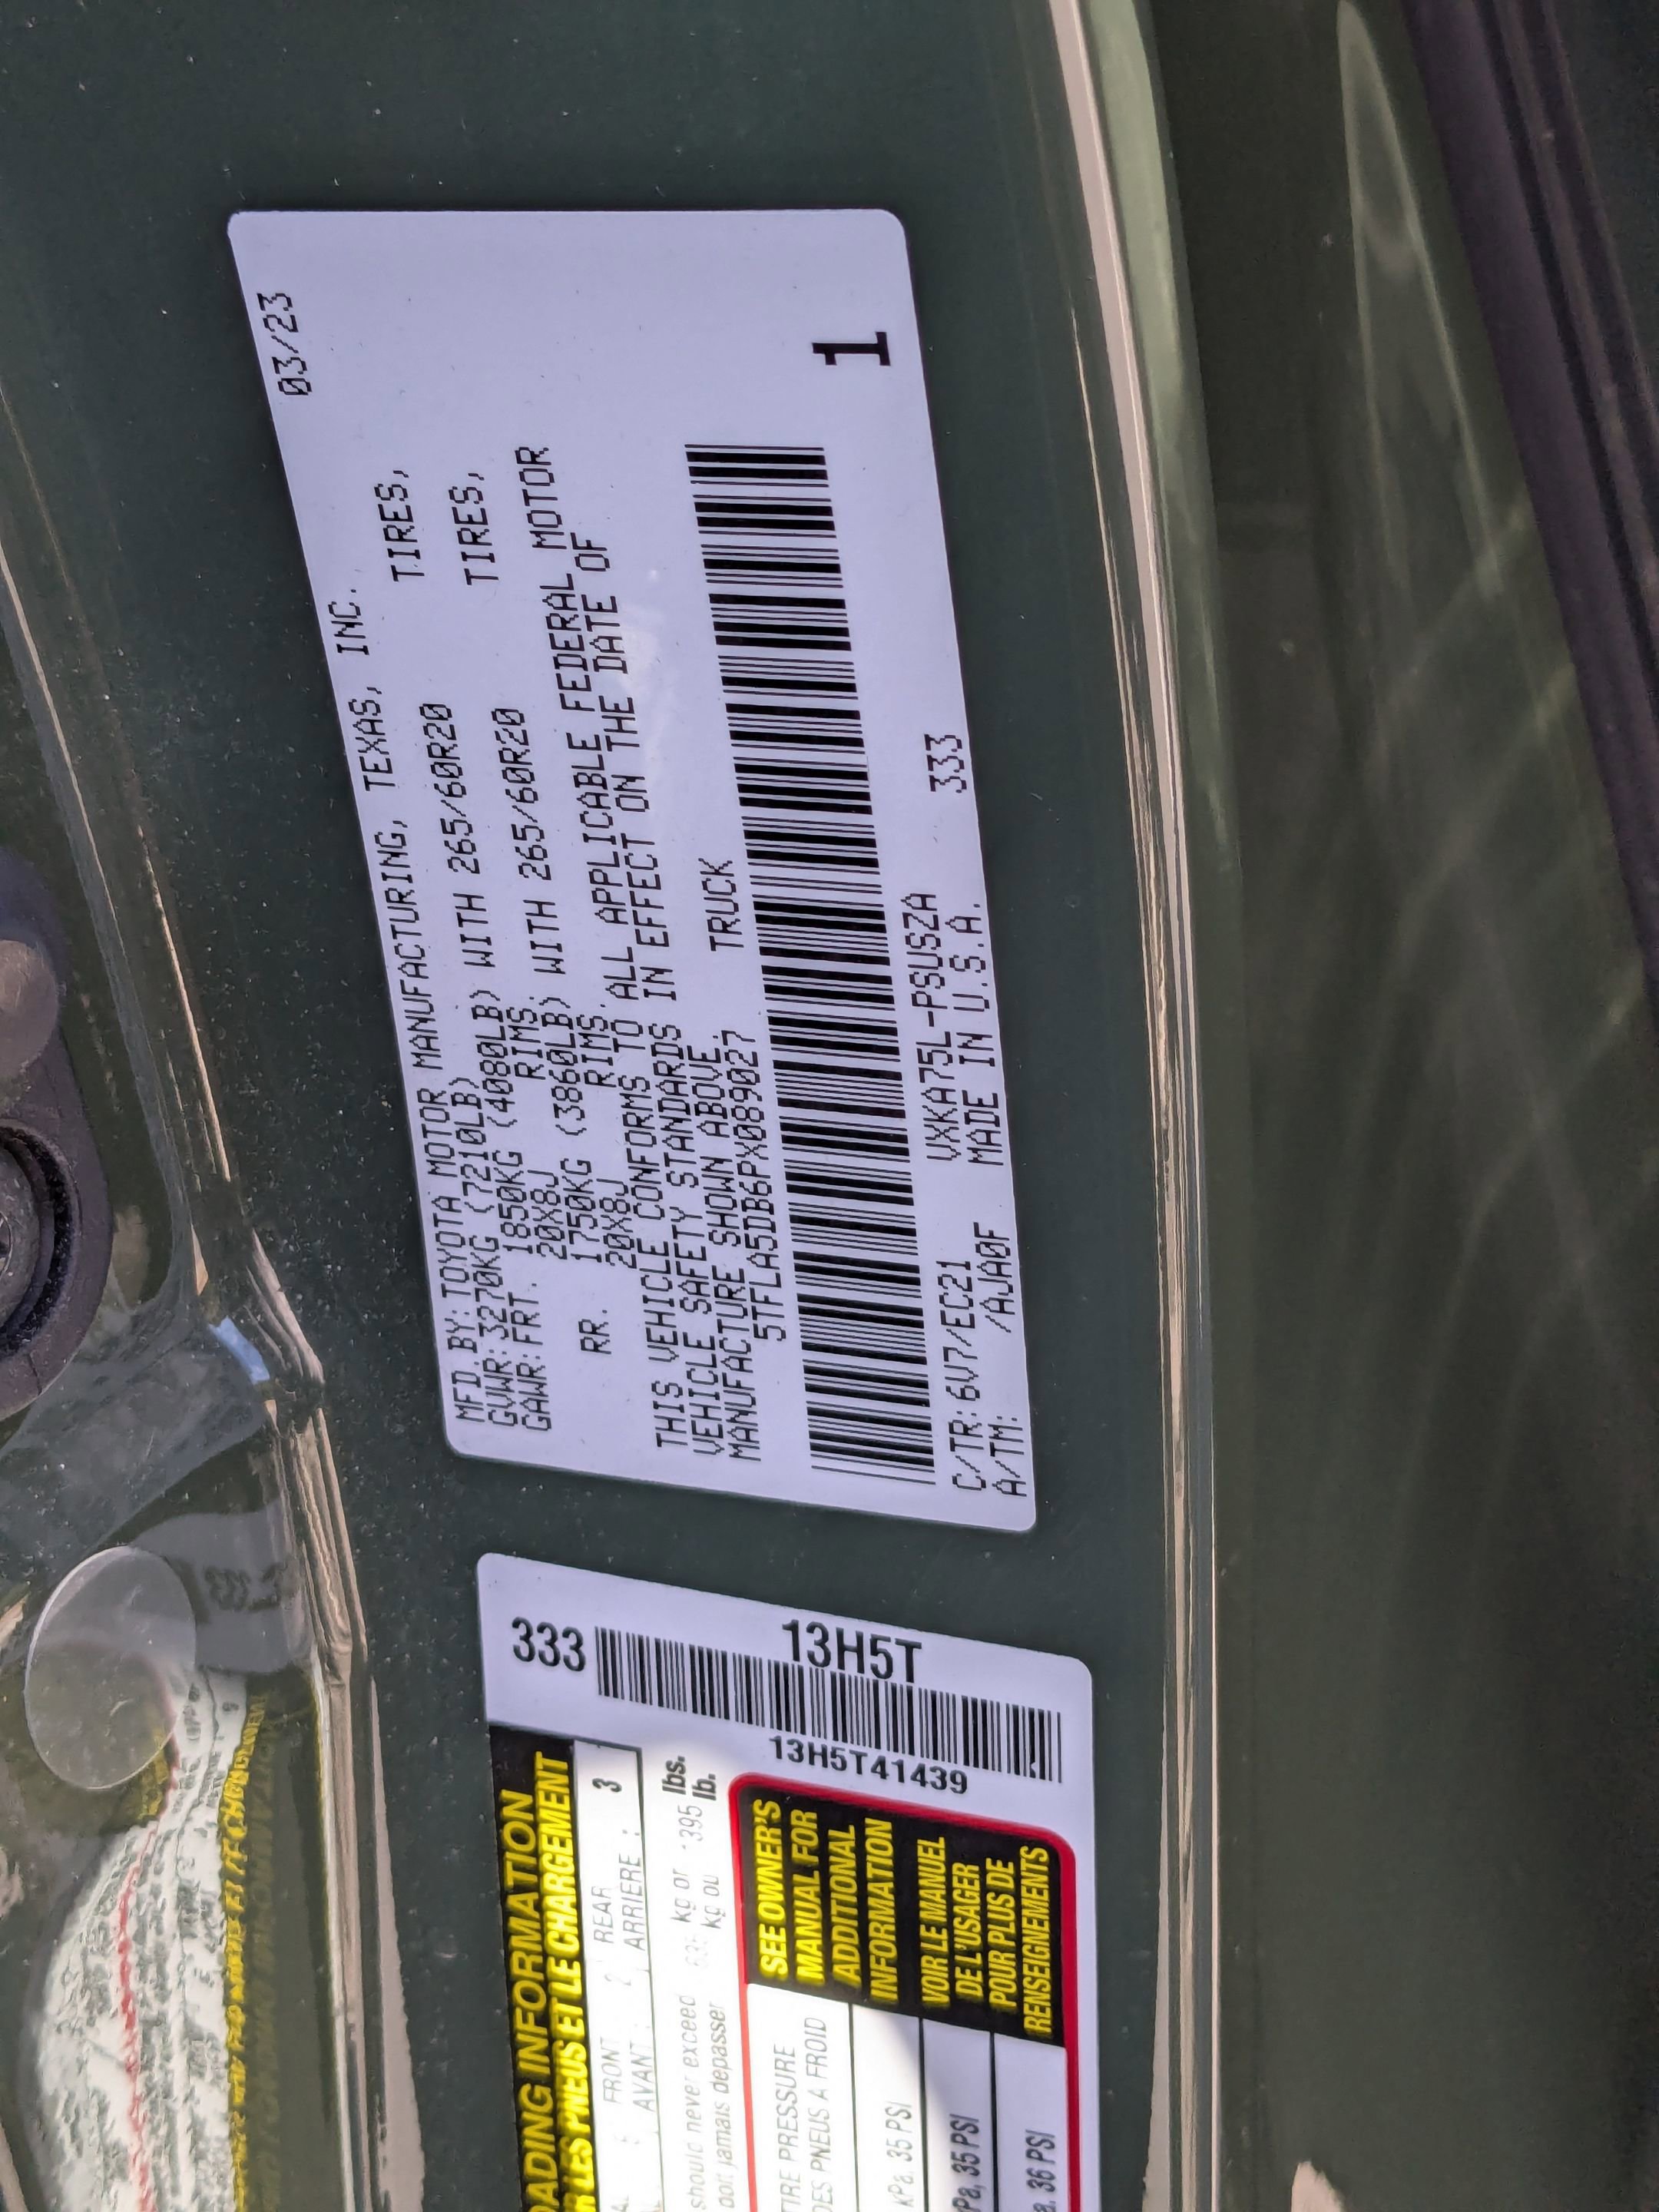 03/23
MFD.BY:TOYOTA MOTOR MANUFACTURING, TEXAS, INC.
GVWR:3270KG (7210LB)
GAWR:FRT. 1850KG (4080LB) WITH 265/60R20 TIRES,
20X8J RIMS,
RR. 1750KG (3860LB) WITH 265/60R20 TIRES,
20X8J RIMS.
THIS VEHICLE CONFORMS TO ALL APPLICABLE FEDERAL MOTOR
VEHICLE SAFETY STANDARDS IN EFFECT ON THE DATE OF
MANUFACTURE SHOWN ABOVE.
5TFLA5DB6PX089027 TRUCK
1
C/TR:6V7/EC21 VXKA75L-PSUSZA 333
A/TM: /AJA0F MADE IN U.S.A.
333
13H5T
13H5T41439
ADING INFORMATION
LES PNEUS ET LE CHARGEMENT
FRONT 2 REAR 3
AVANT : ARRIERE :
should never exceed kg or 395 lbs.
doit jamais depasser kg ou lb.
TIRE PRESSURE
DES PNEUS A FROID
kPa, 35 PSI
kPa, 35 PSI
36 PSI
SEE OWNER'S
MANUAL FOR
ADDITIONAL
INFORMATION
VOIR LE MANUEL
DE L'USAGER
POUR PLUS DE
RENSEIGNEMENTS